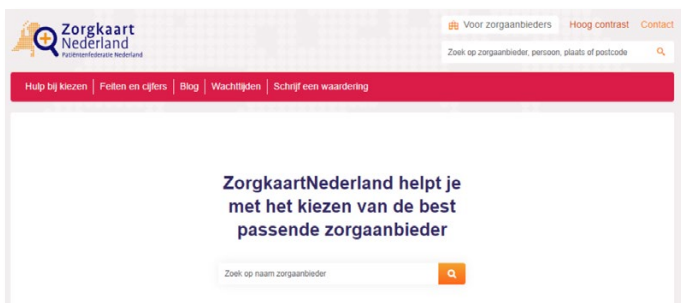 Zorgkaart
Nederland
Patiëntenfederatie Nederland
Voor zorgaanbieders Hoog contrast Contact
Zoek op zorgaanbieder, persoon, plaats of postcode
Hulp bij kiezen Feiten en cijfers Blog Wachttijden Schrijf een waardering
ZorgkaartNederland helpt je
met het kiezen van de best
passende zorgaanbieder
Zoek op naam zorgaanbieder